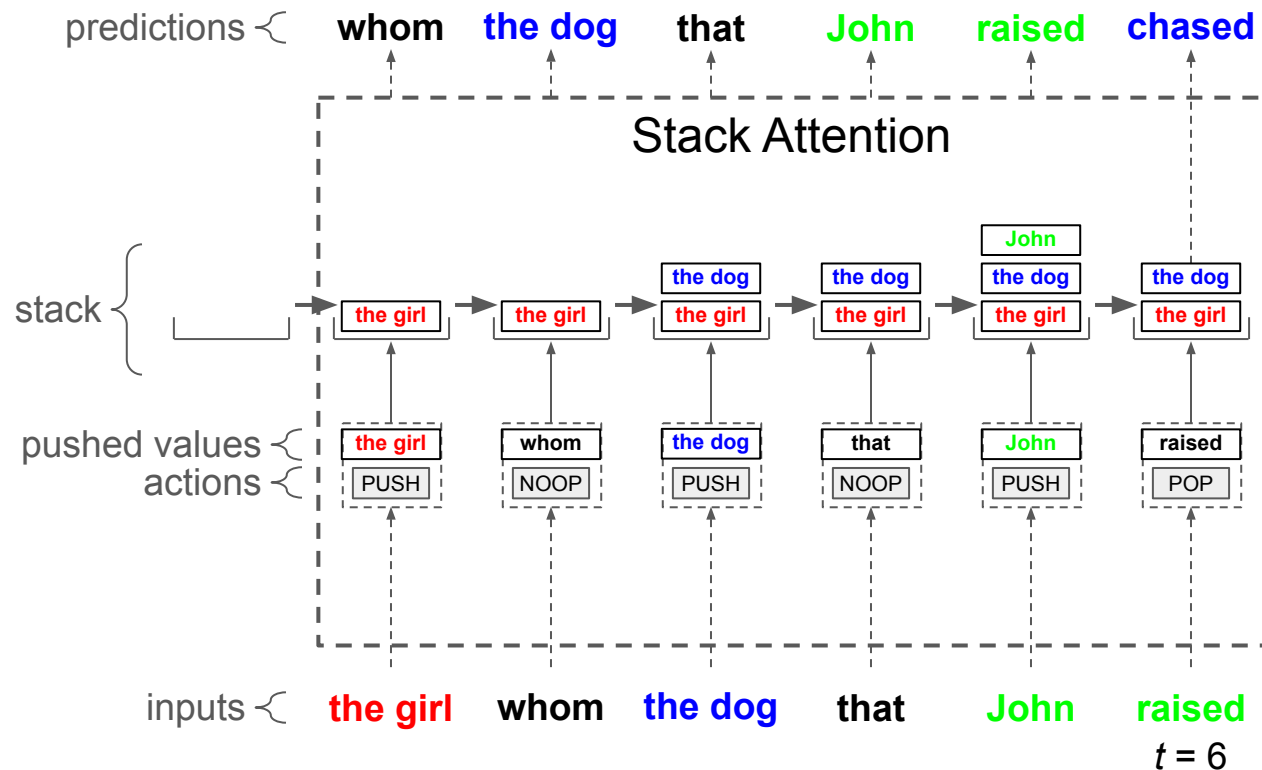 predictions whom the dog that John raised chased
Stack Attention
John
the dog the dog the dog the dog
stack the girl the girl the girl the girl the girl the girl
pushed values the girl whom the dog that John raised
actions PUSH NOOP PUSH NOOP PUSH POP
inputs the girl whom the dog that John raised
t = 6